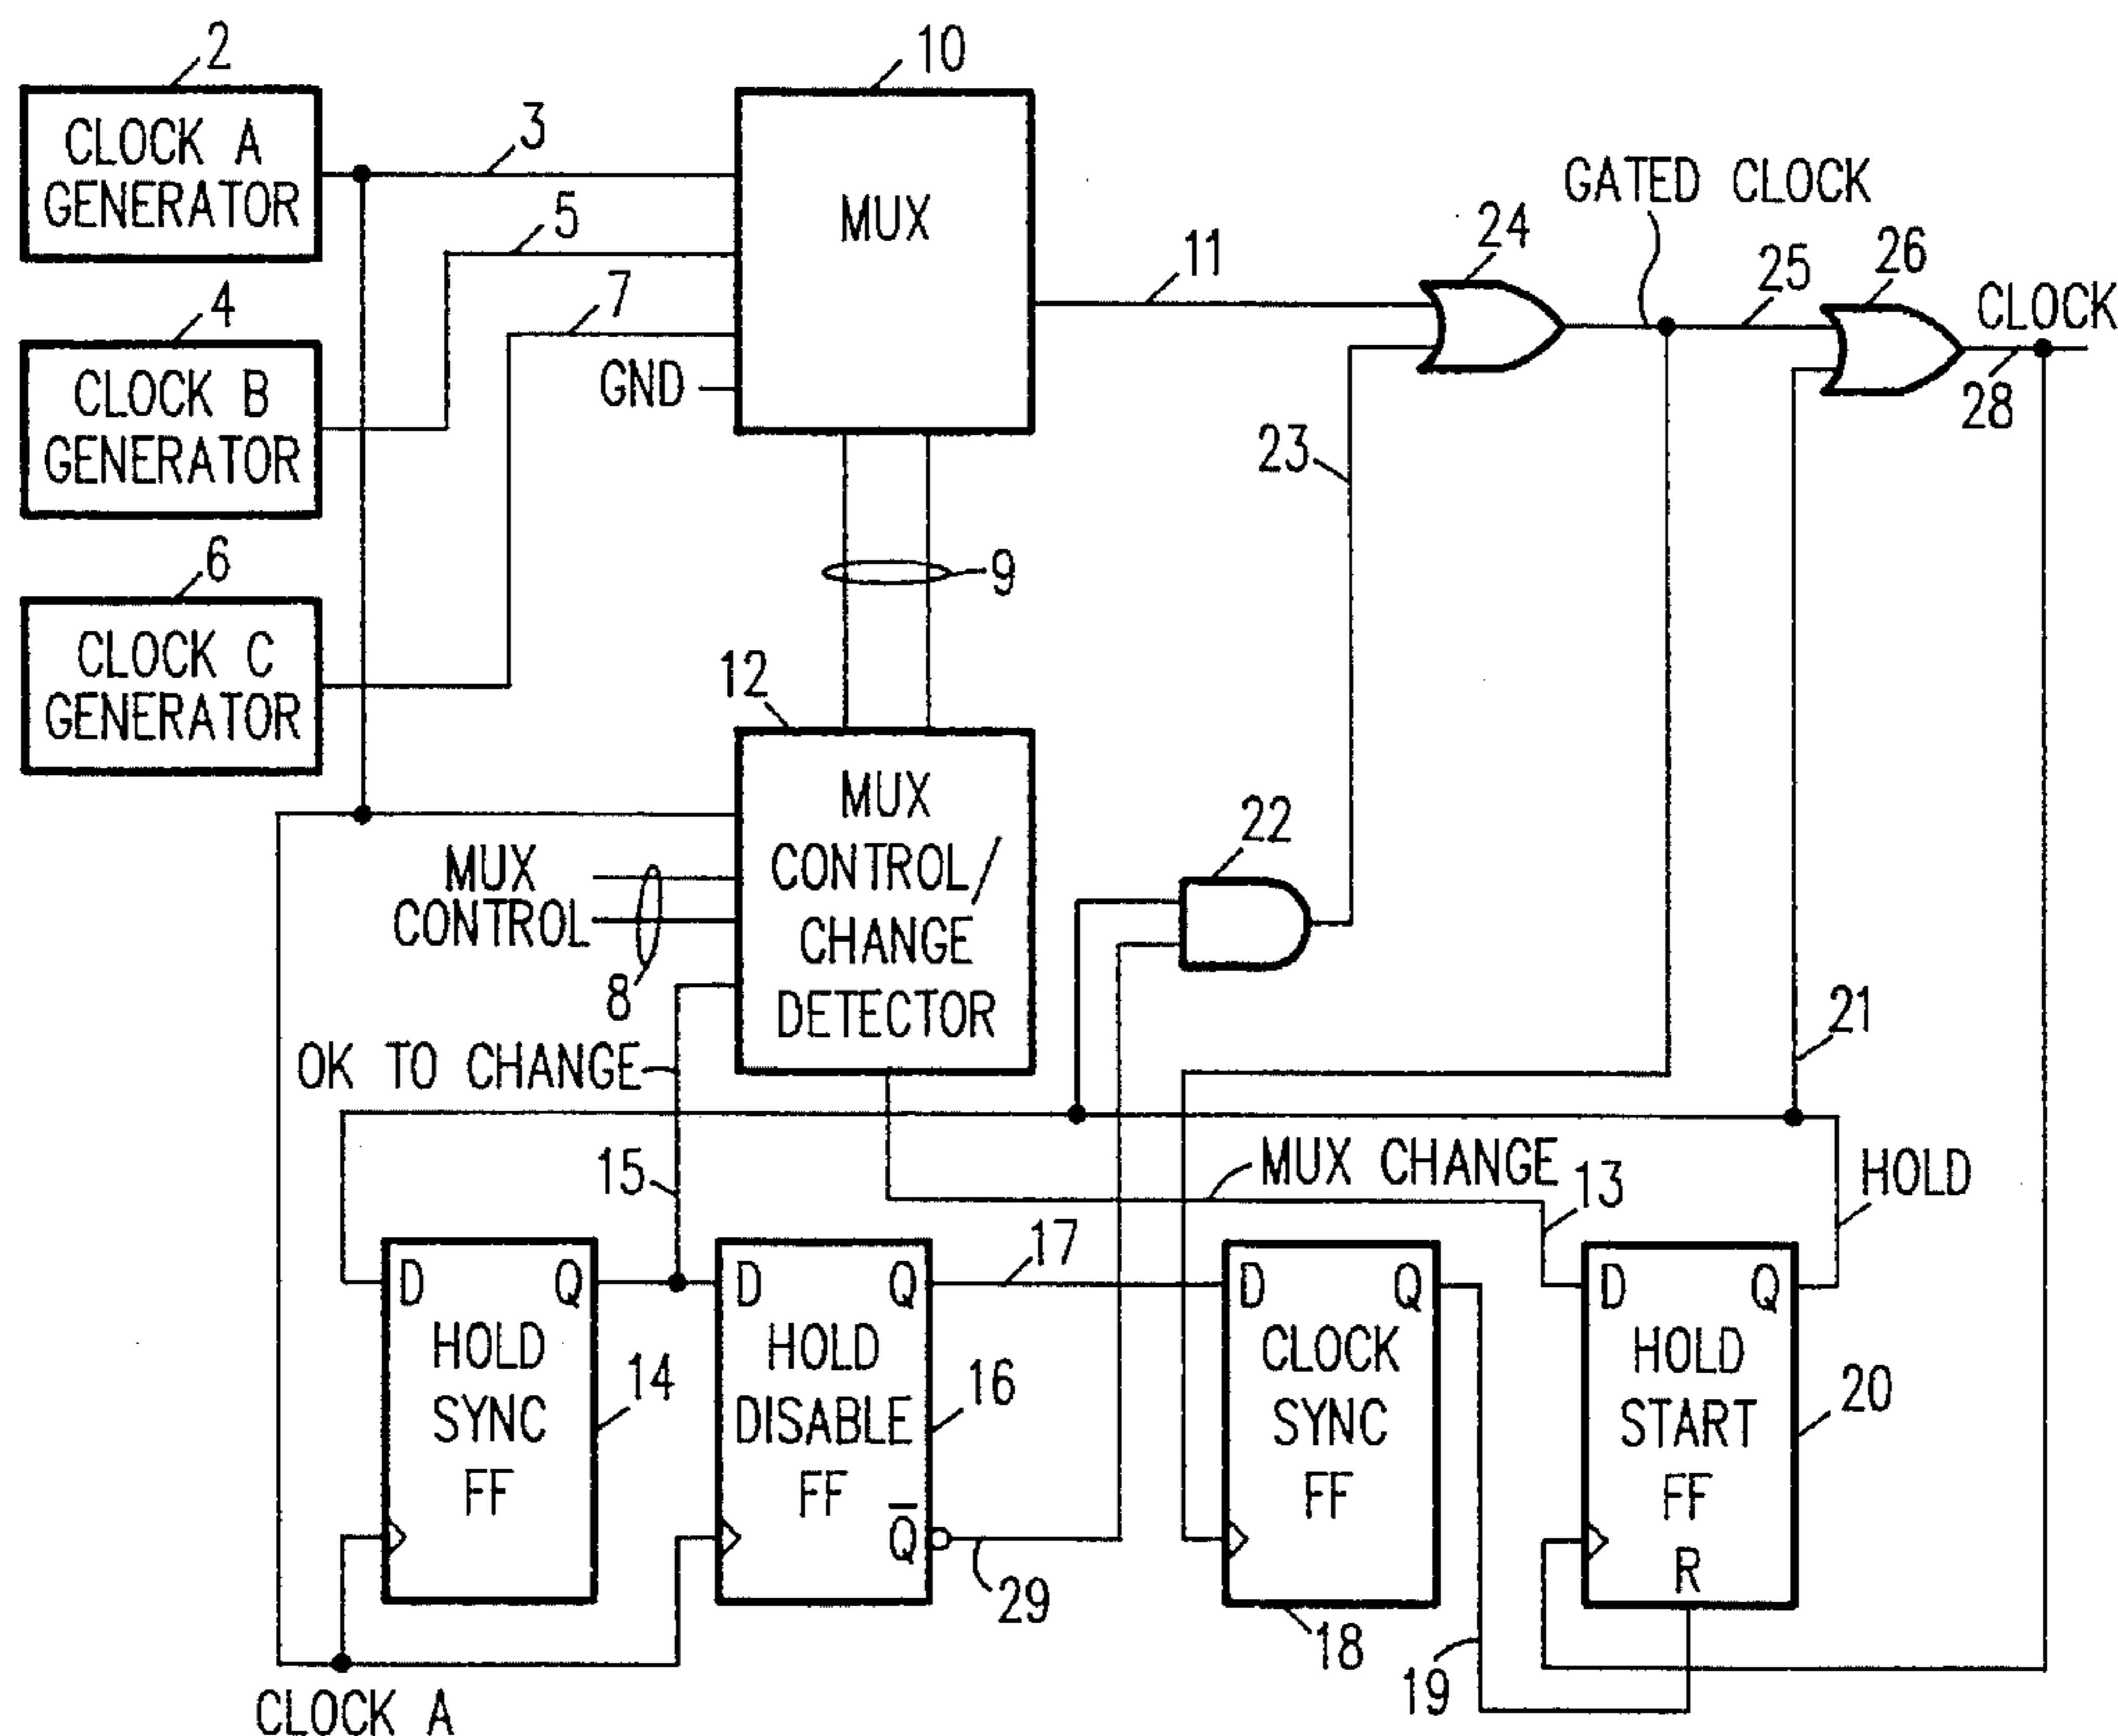 2
CLOCK A
GENERATOR
3
10
MUX
5
7
GND
4
CLOCK B
GENERATOR
6
CLOCK C
GENERATOR
11
24
GATED CLOCK
25
26
CLOCK
28
23
9
12
MUX
CONTROL/
CHANGE
DETECTOR
MUX
CONTROL
8
22
21
OK TO CHANGE
15
MUX CHANGE
13
HOLD
17
D Q
HOLD
SYNC
FF
14
D Q
HOLD
DISABLE
FF
Q̅
16
29
D Q
CLOCK
SYNC
FF
18
19
D Q
HOLD
START
FF
R
20
CLOCK A